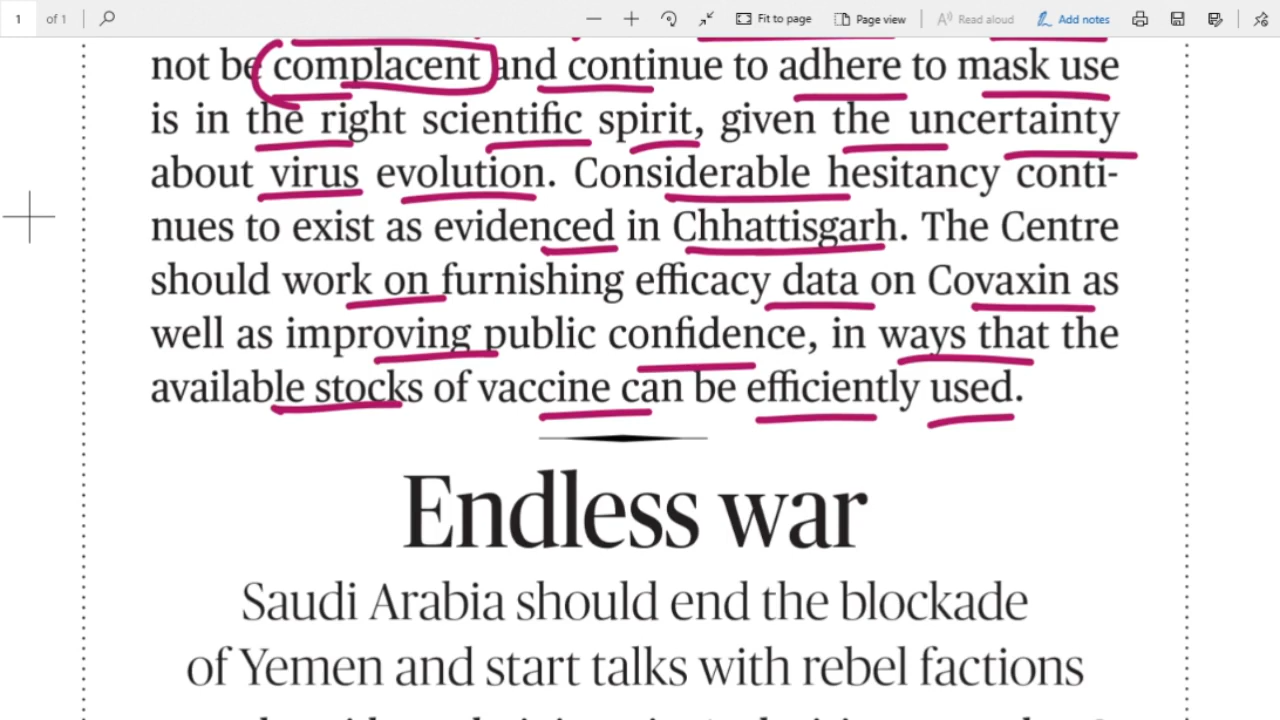 1 of 1 Fit to page Page view Read aloud Add notes
not be complacent and continue to adhere to mask use
is in the right scientific spirit, given the uncertainty
about virus evolution. Considerable hesitancy conti-
nues to exist as evidenced in Chhattisgarh. The Centre
should work on furnishing efficacy data on Covaxin as
well as improving public confidence, in ways that the
available stocks of vaccine can be efficiently used.
Endless war
Saudi Arabia should end the blockade
of Yemen and start talks with rebel factions